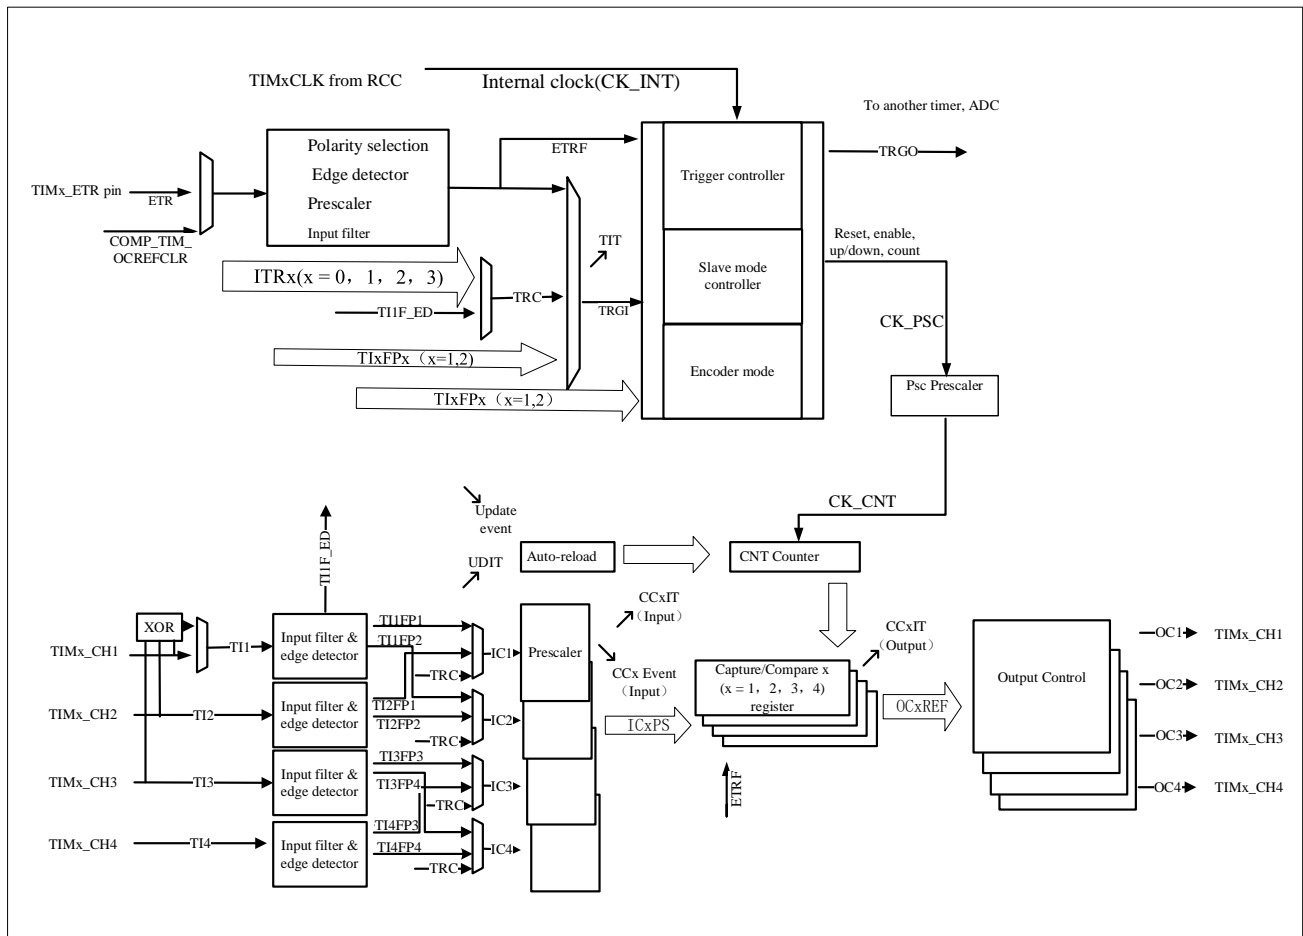 TIMxCLK from RCC
Internal clock(CK_INT)
To another timer, ADC
TRGO
Polarity selection
Edge detector
Prescaler
Input filter
ETRF
Trigger controller
TIMx_ETR pin
ETR
COMP_TIM_
OCREFCLR
ITRx(x = 0，1，2，3)
TI1F_ED
TRC
TIT
TRGI
Slave mode
controller
Reset, enable,
up/down, count
CK_PSC
TIxFPx（x=1,2)
TIxFPx（x=1,2）
Encoder mode
Psc Prescaler
CK_CNT
Update
event
UDIT
Auto-reload
CNT Counter
TI1F_ED
XOR
TIMx_CH1
TI1
Input filter &
edge detector
TI1FP1
TI1FP2
TRC
IC1
Prescaler
CCxIT
（Input）
CCx Event
（Input）
TIMx_CH2
TI2
TI2FP1
TI2FP2
TRC
IC2
ICxPS
Capture/Compare x
(x = 1，2，3，4)
register
CCxIT
(Output）
OCxREF
Output Control
OC1
TIMx_CH1
OC2
TIMx_CH2
OC3
TIMx_CH3
OC4
TIMx_CH4
TIMx_CH3
TI3
Input filter &
edge detector
TI3FP3
TI3FP4
TRC
IC3
ETRF
TIMx_CH4
TI4
Input filter &
edge detector
TI4FP3
TI4FP4
TRC
IC4
Input filter &
edge detector